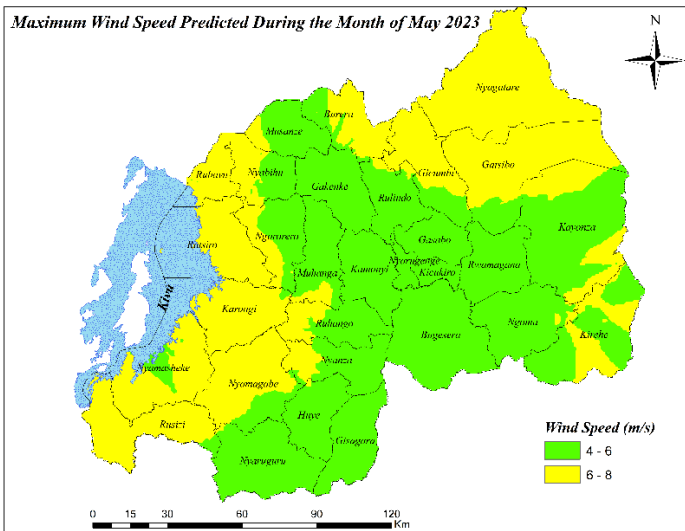 Maximum Wind Speed Predicted During the Month of May 2023
N
Nyagatare
Burera
Musanze
Gatsibo
Gicumbi
Rubavu
Nyabihu
Gakenke
Rulindo
Kayonza
Rutsiro
Ngororero
Gasabo
Muhanga
Kamonyi
Nyarugenge
Rwamagana
Kicukiro
Kivu
Karongi
Ruhango
Bugesera
Ngoma
Kirehe
Nyamasheke
Nyanza
Nyamagabe
Huye
Rusizi
Gisagara
Nyaruguru
Wind Speed (m/s)
4 - 6
6 - 8
0 15 30 60 90 120
Km